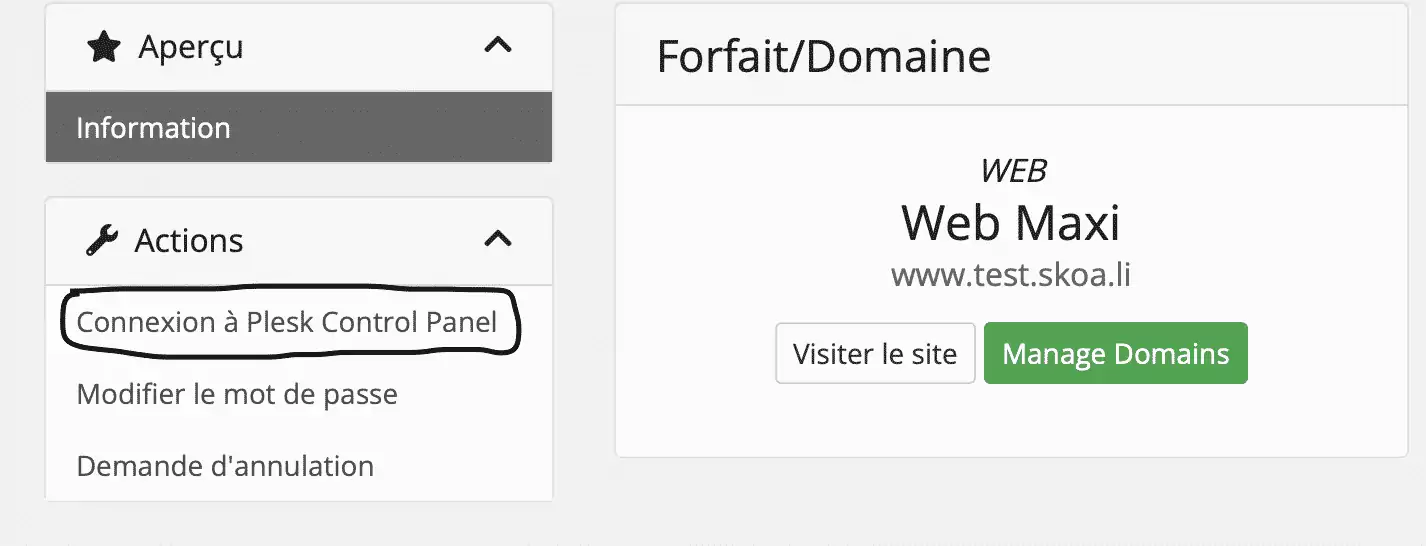 Aperçu
Information
Actions
Connexion à Plesk Control Panel
Modifier le mot de passe
Demande d'annulation
Forfait/Domaine
WEB
Web Maxi
www.test.skoa.li
Visiter le site
Manage Domains